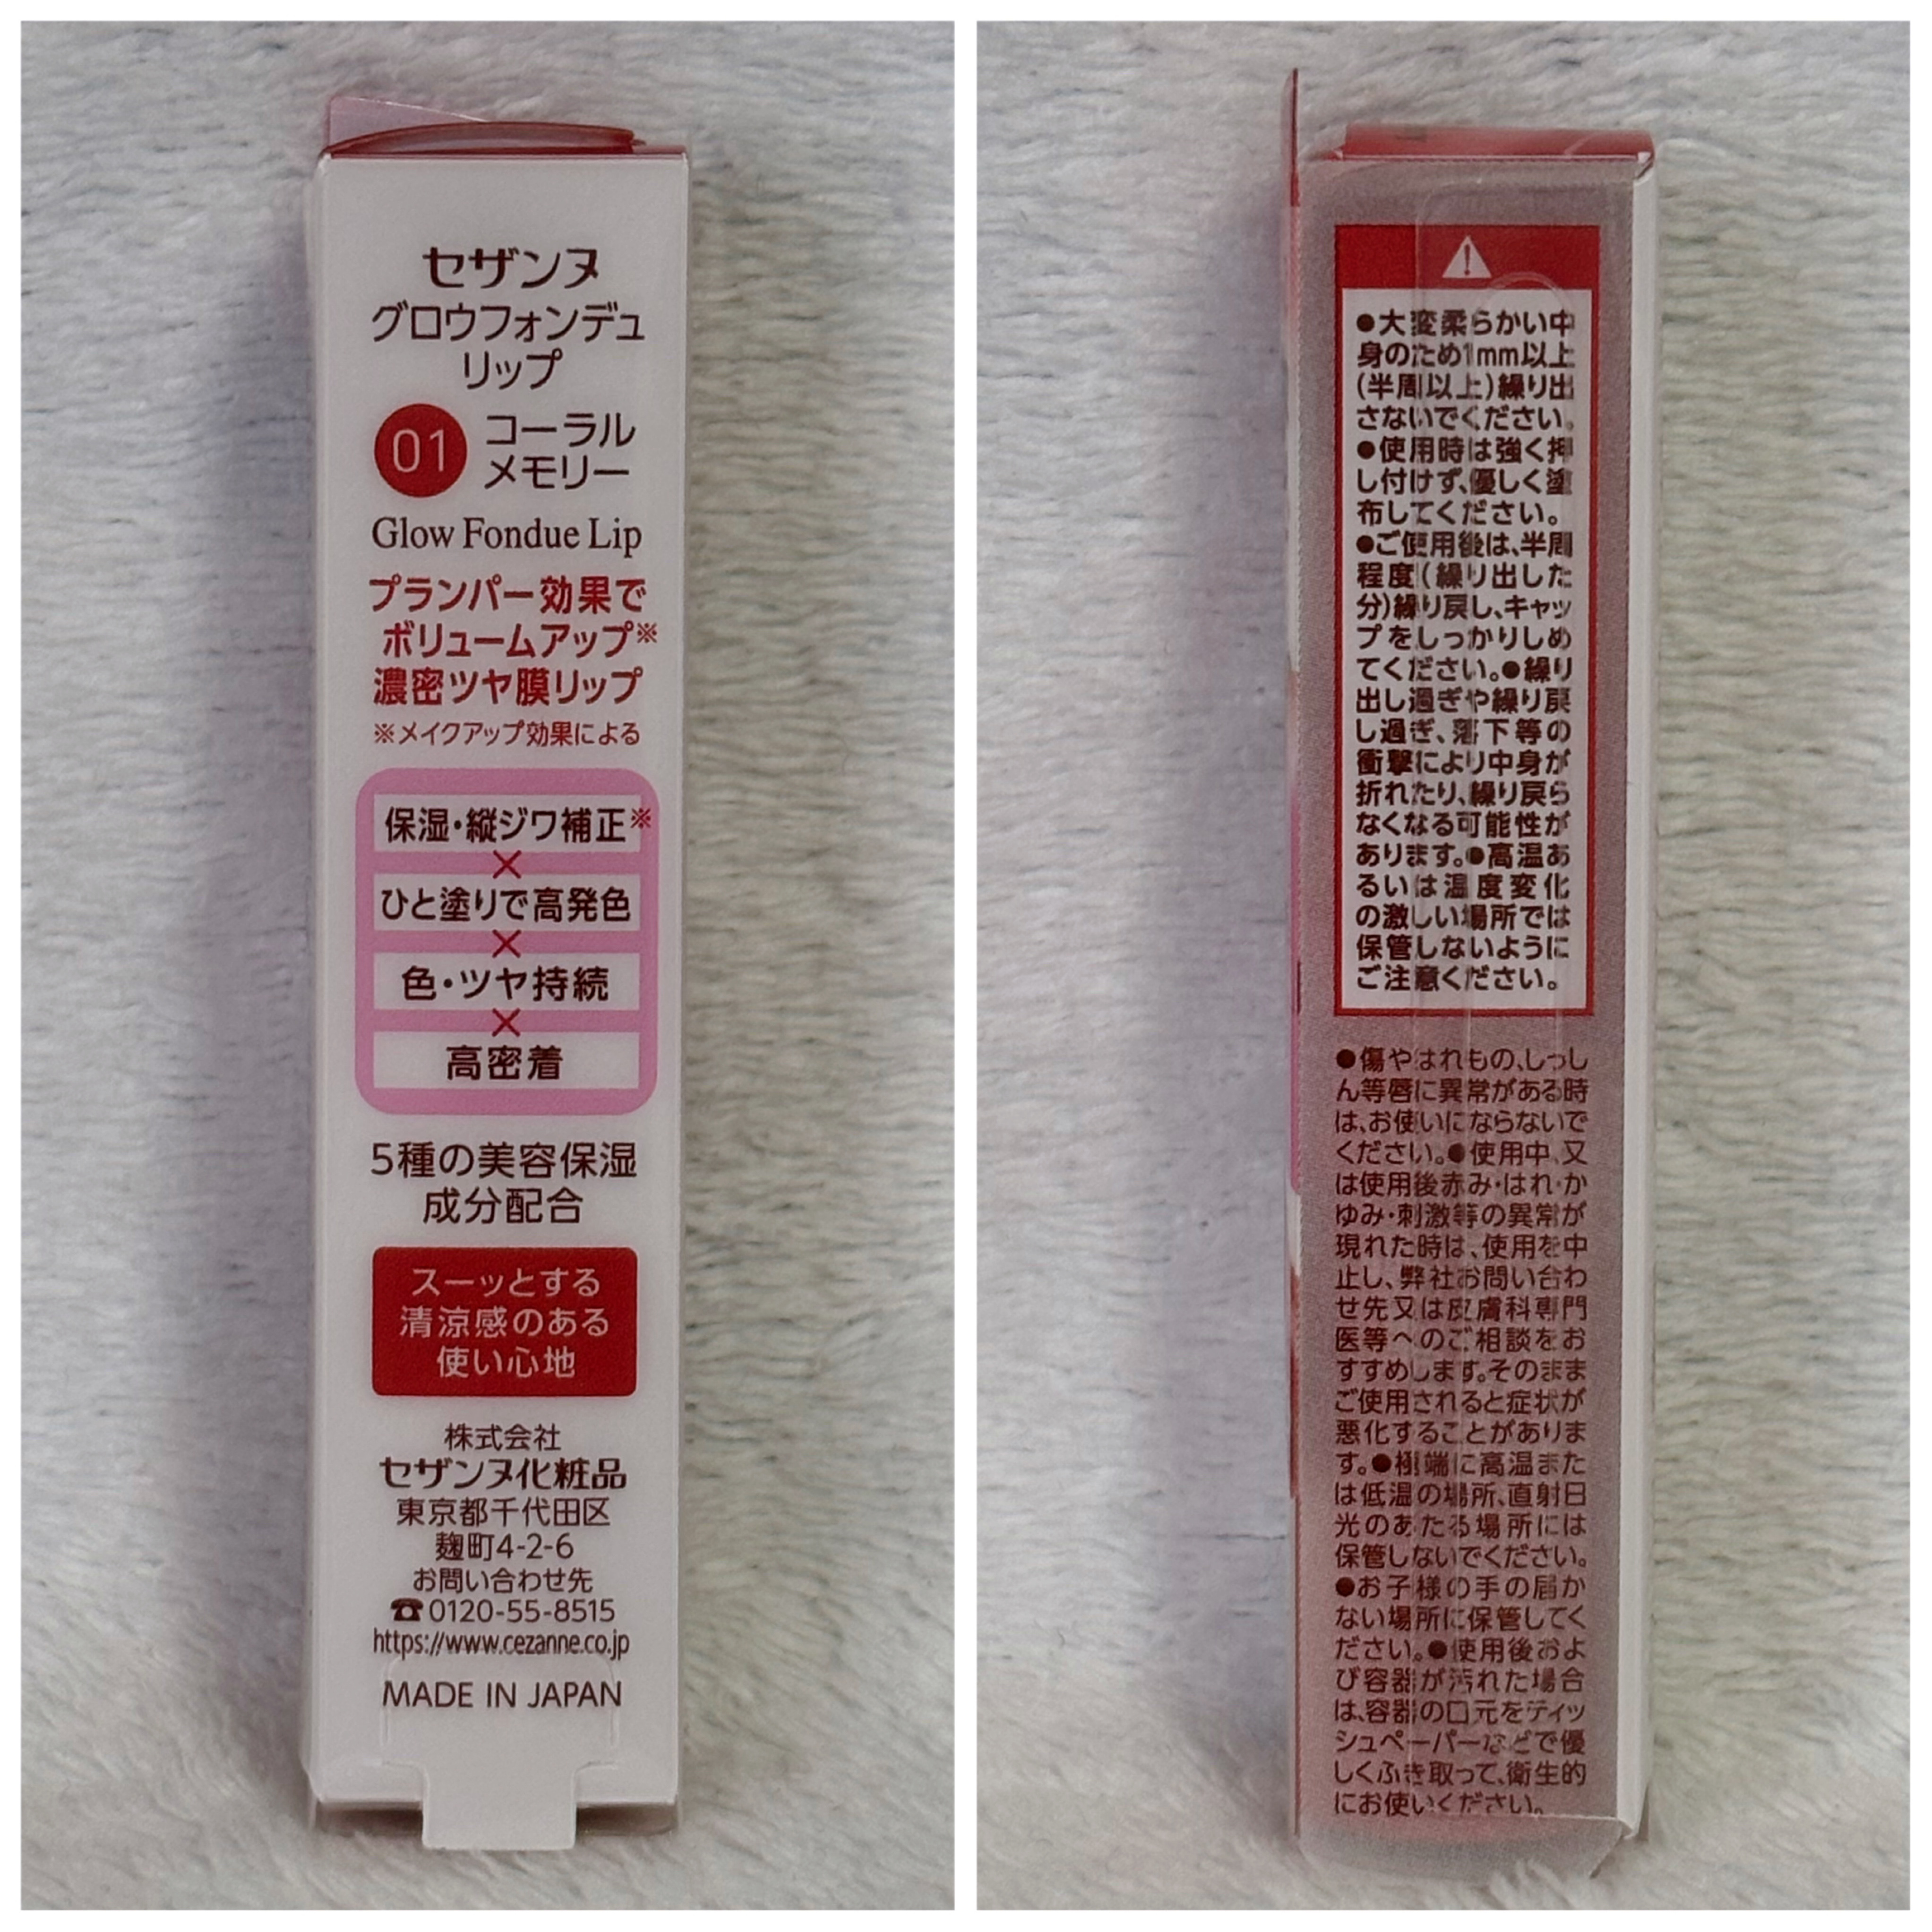 セザンヌ
グロウフォンデュ
リップ
01
コーラル
メモリー
Glow Fondue Lip
プランパー効果で
ボリュームアップ※
濃密ツヤ膜リップ
※メイクアップ効果による
保湿・縦ジワ補正※
×
ひと塗りで高発色
×
色・ツヤ持続
×
高密着
5種の美容保湿
成分配合
スーッとする
清涼感のある
使い心地
株式会社
セザンヌ化粧品
東京都千代田区
麹町4-2-6
お問い合わせ先
☎0120-55-8515
https://www.cezanne.co.jp
MADE IN JAPAN
●大変柔らかい中
身のため1mm以上
(半周以上)繰り出
さないでください。
●使用時は強く押
し付けず、優しく塗
布してください。
●ご使用後は、半周
程度(繰り出した
分)繰り戻し、キャッ
プをしっかりしめ
てください。●繰り
出し過ぎや繰り戻
し過ぎ、落下等の
衝撃により中身が
折れたり、繰り戻ら
なくなる可能性が
あります。●高温あ
るいは温度変化
の激しい場所では
保管しないように
ご注意ください。
●傷やはれもの、しっし
ん等唇に異常がある時
は、お使いにならないで
ください。●使用中、又
は使用後赤み・はれ・か
ゆみ・刺激等の異常が
現れた時は、使用を中
止し、弊社お問い合わ
せ先又は皮膚科専門
医等へのご相談をお
すすめします。そのまま
ご使用されると症状が
悪化することがありま
す。●極端に高温また
は低温の場所、直射日
光のあたる場所には
保管しないでください。
●お子様の手の届か
ない場所に保管してく
ださい。●使用後およ
び容器が汚れた場合
は、容器の口元をティッ
シュペーパーなどで優
しくふき取って、衛生的
にお使いください。